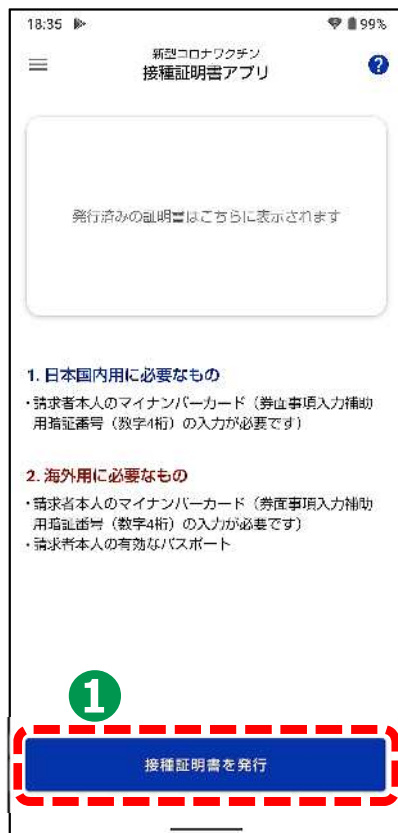 18:35 99%
新型コロナワクチン
接種証明書アプリ
?
発行済みの証明書はこちらに表示されます
1. 日本国内用に必要なもの
・請求者本人のマイナンバーカード（券面事項入力補助
用暗証番号（数字4桁）の入力が必要です）
2. 海外用に必要なもの
・請求者本人のマイナンバーカード（券面事項入力補助
用暗証番号（数字4桁）の入力が必要です）
・請求者本人の有効なパスポート
1
接種証明書を発行